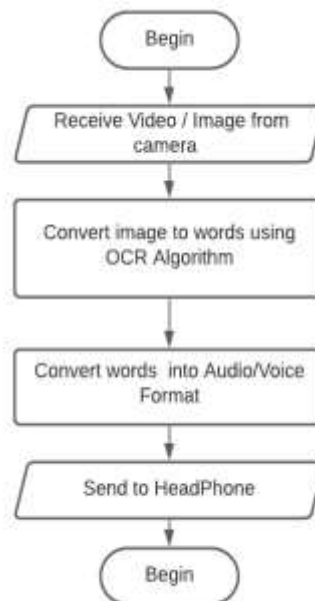 Begin
Receive Video / Image from
camera
Convert image to words using
OCR Algorithm
Convert words into Audio/Voice
Format
Send to HeadPhone
Begin